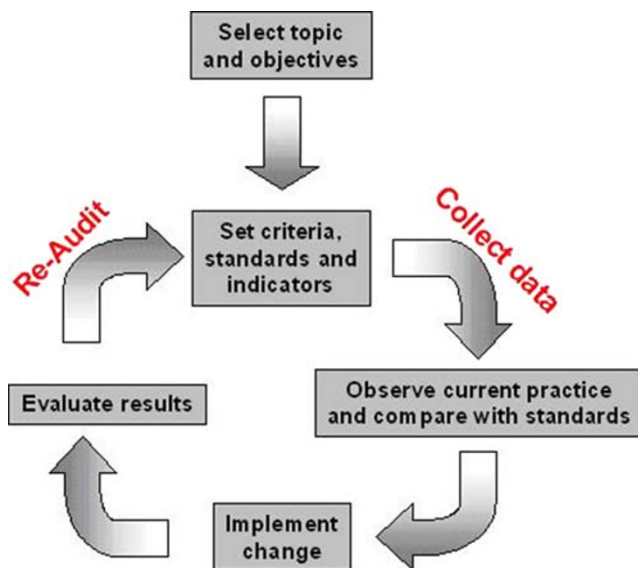 Select topic
and objectives
Re-Audit
Collect data
Set criteria,
standards and
indicators
Evaluate results
Observe current practice
and compare with standards
Implement
change